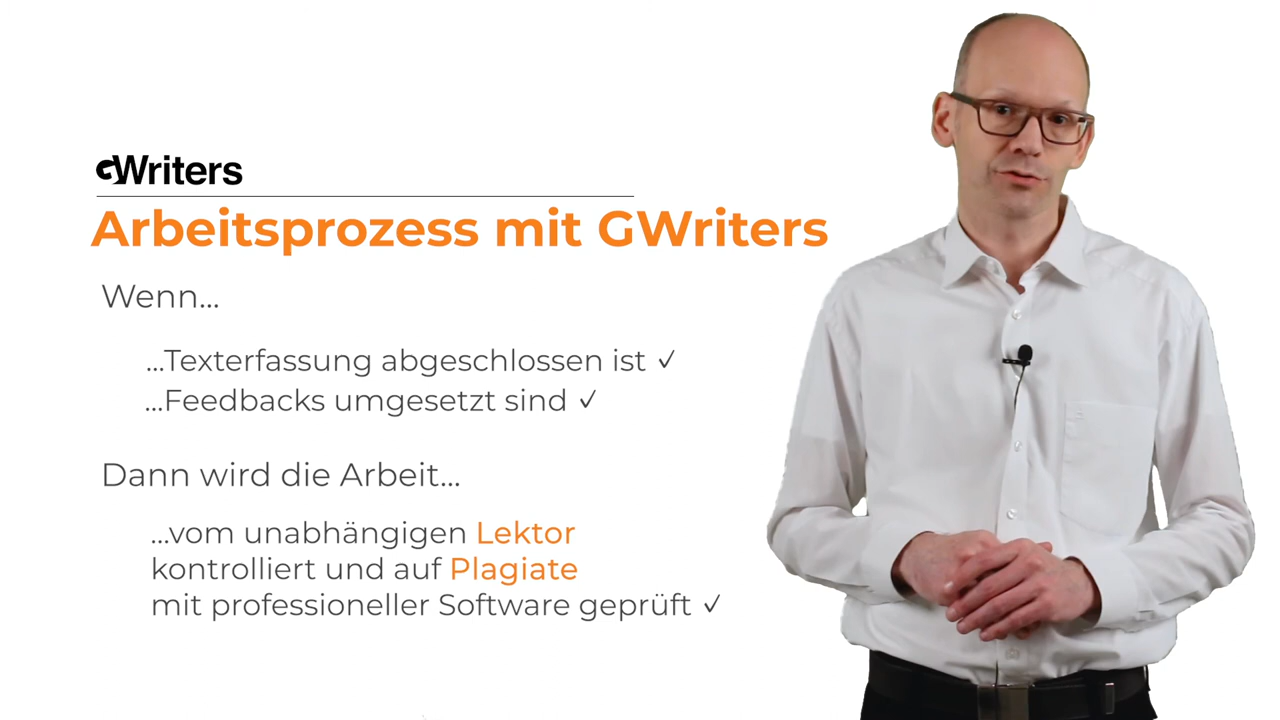 GWriters
Arbeitsprozess mit GWriters
Wenn...
...Texterfassung abgeschlossen ist ✓
...Feedbacks umgesetzt sind ✓
Dann wird die Arbeit...
...vom unabhängigen Lektor
kontrolliert und auf Plagiate
mit professioneller Software geprüft ✓